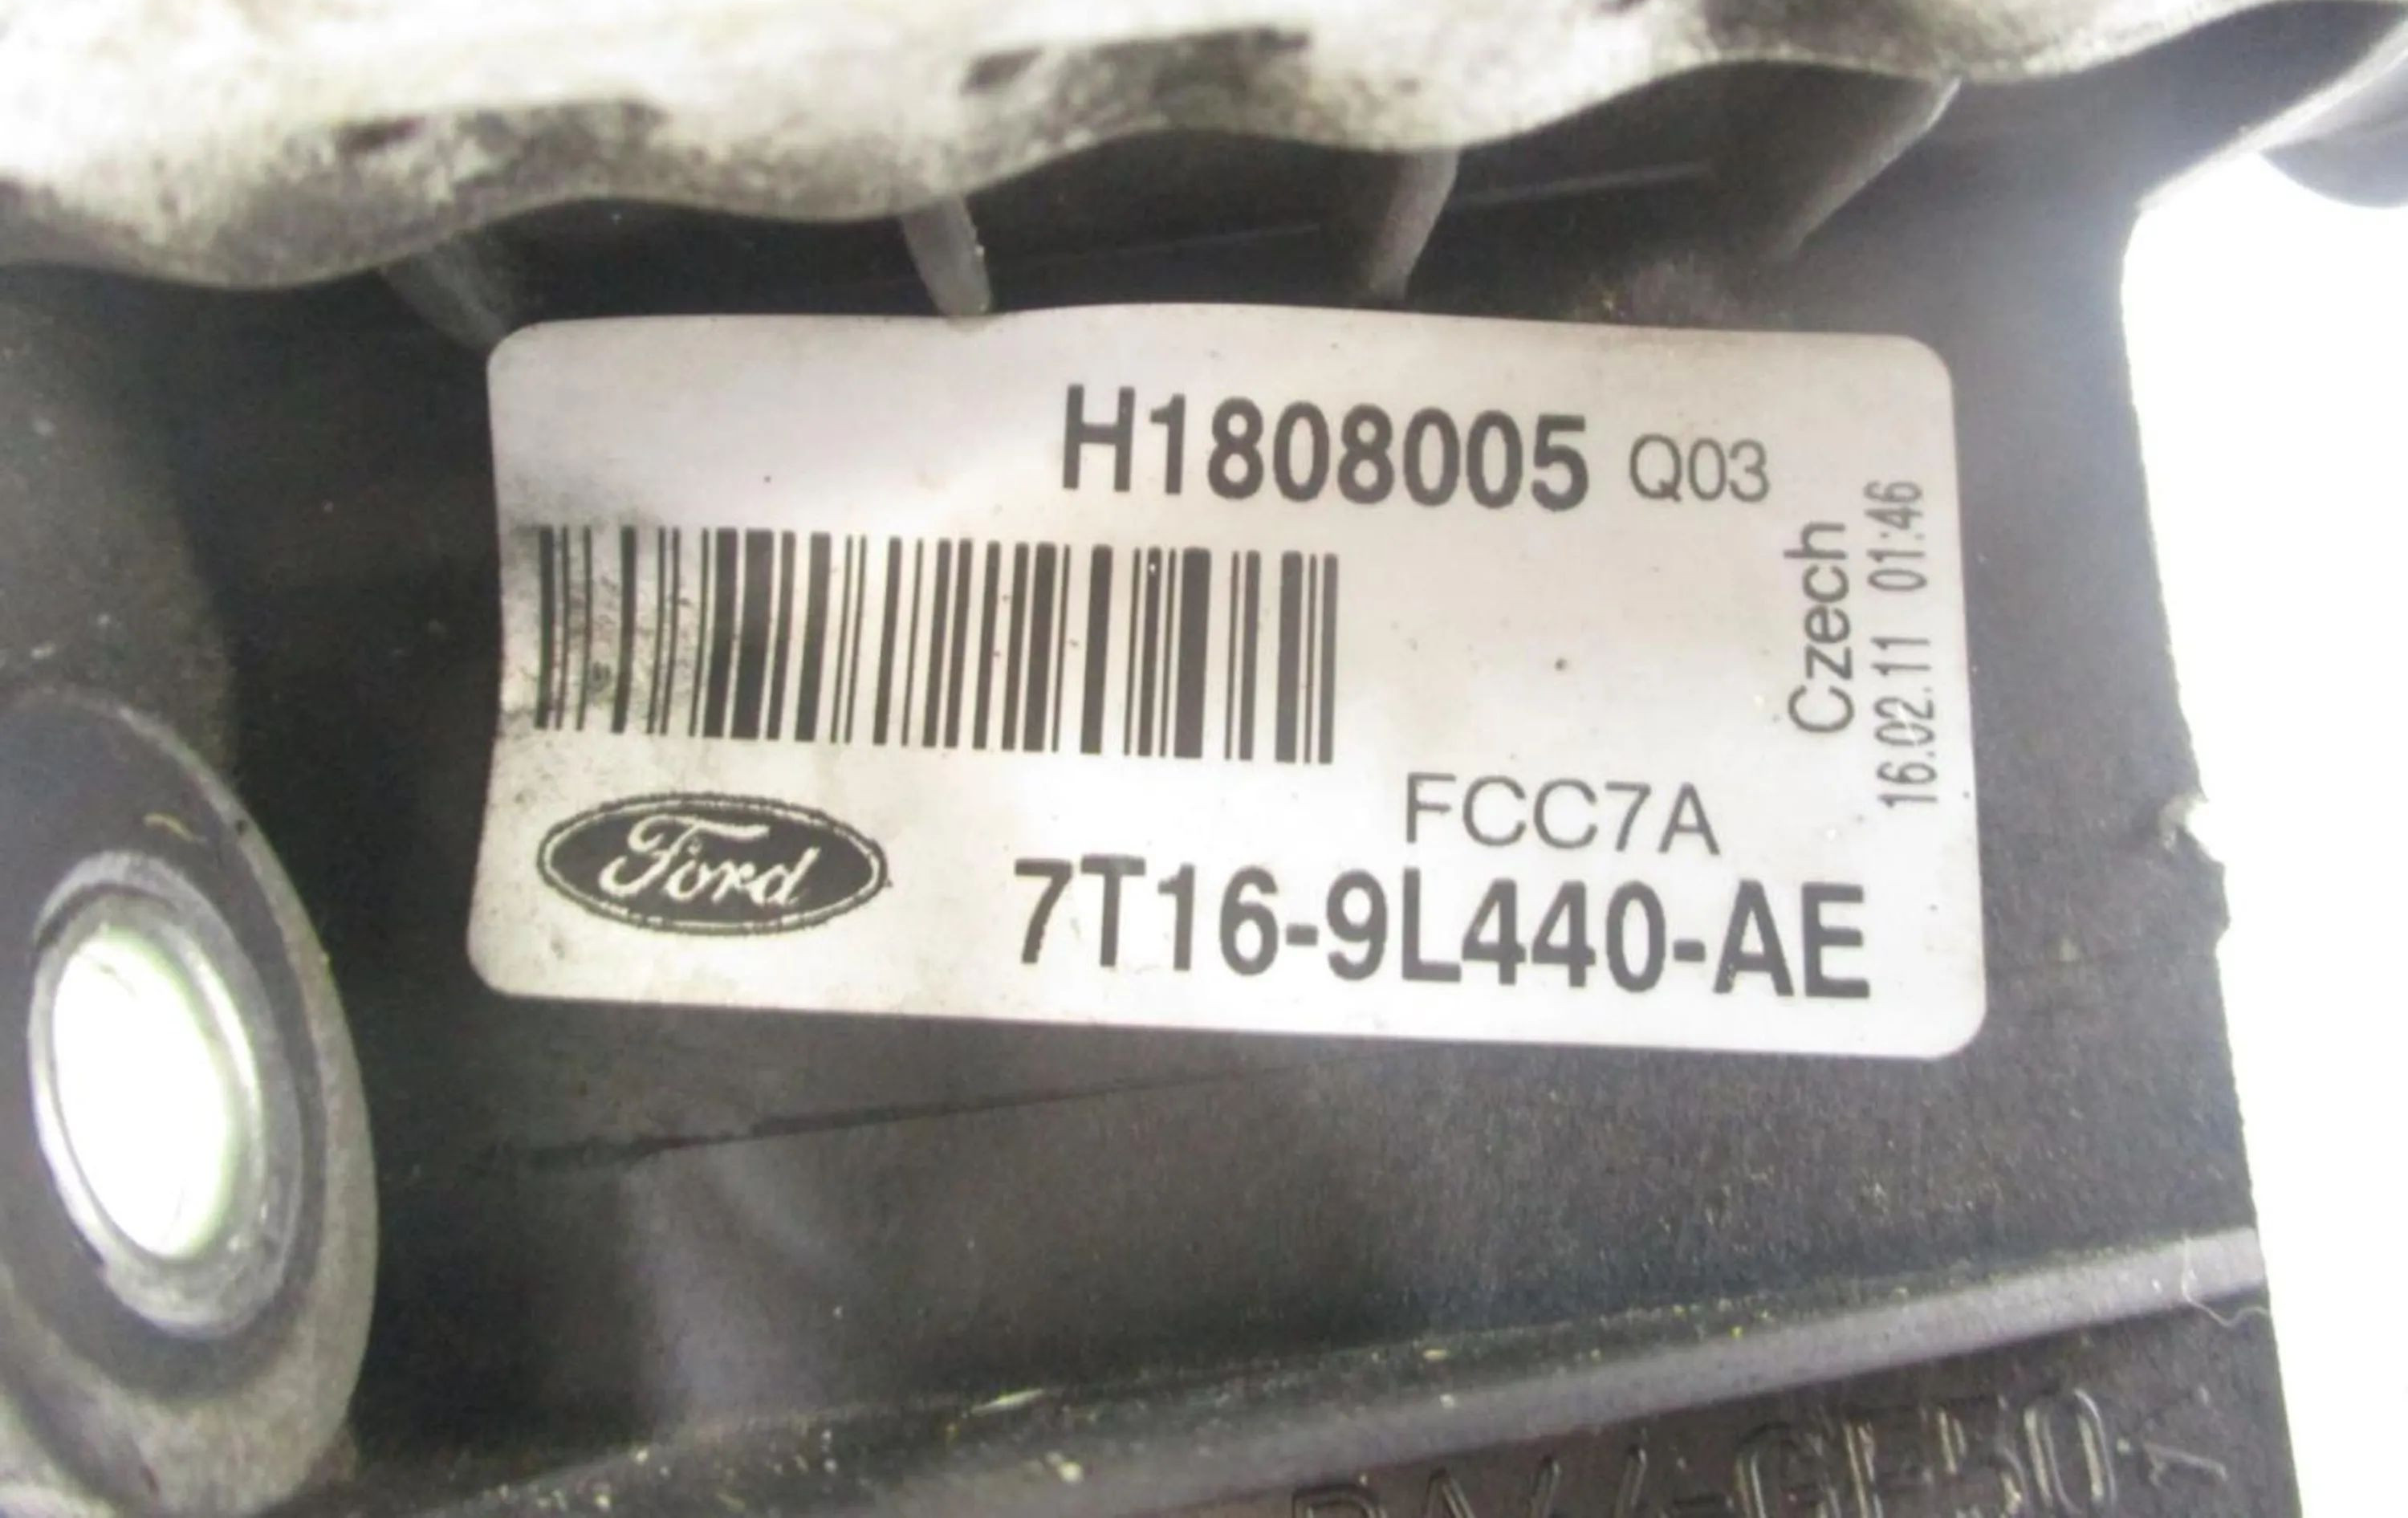 H1808005 Q03
Czech
16.02.11 01:46
FCC7A
Ford
7T16-9L440-AE